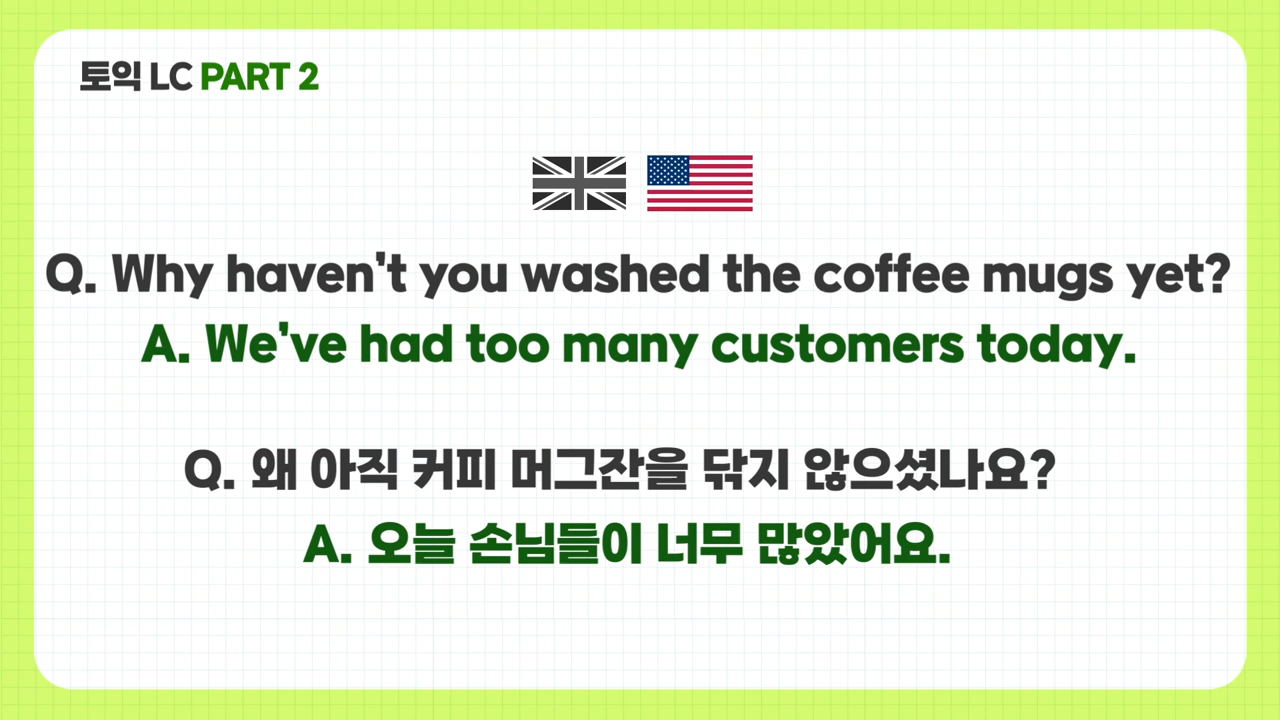 토익 LC PART 2
Q. Why haven't you washed the coffee mugs yet?
A. We've had too many customers today.
Q. 왜 아직 커피 머그잔을 닦지 않으셨나요?
A. 오늘 손님들이 너무 많았어요.